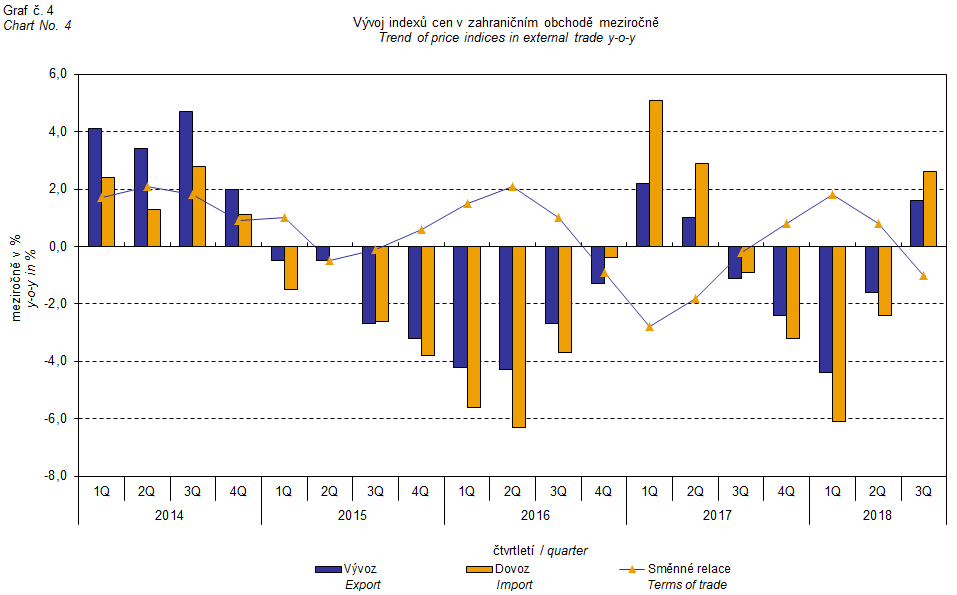 Graf č. 4
Chart No. 4
Vývoj indexů cen v zahraničním obchodě meziročně
Trend of price indices in external trade y-o-y
meziročně v %
y-o-y in %
6,0
4,0
2,0
0,0
-2,0
-4,0
-6,0
-8,0
1Q 2Q 3Q 4Q 1Q 2Q 3Q 4Q 1Q 2Q 3Q 4Q 1Q 2Q 3Q 4Q 1Q 2Q 3Q
2014 2015 2016 2017 2018
čtvrtletí / quarter
Vývoz Dovoz Směnné relace
Export Import Terms of trade